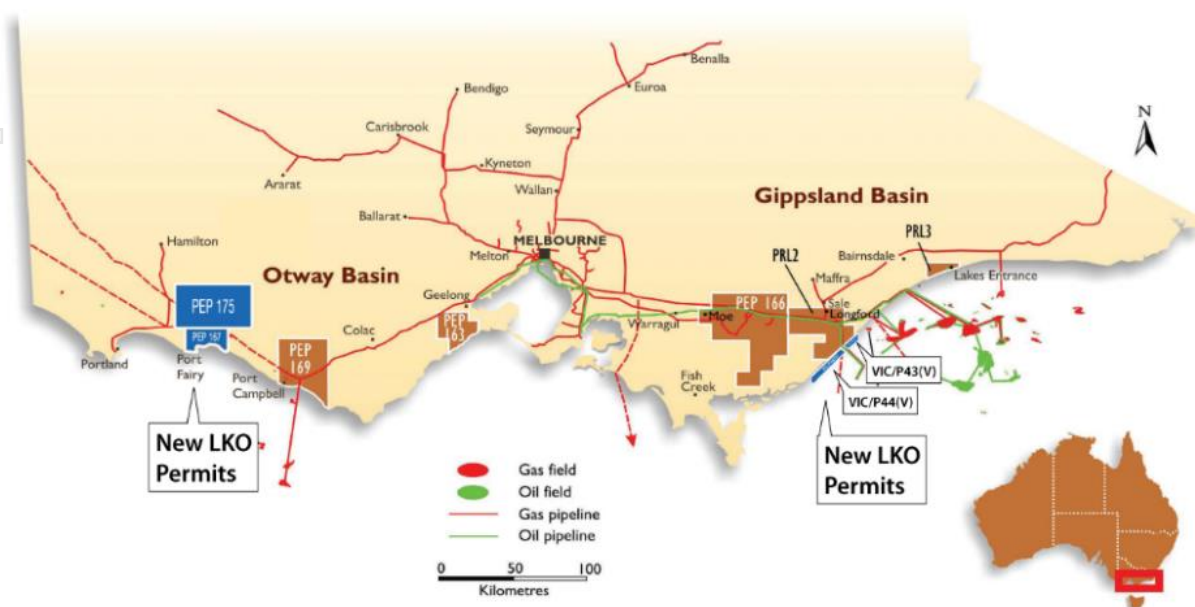 Benalla
Euroa
Bendigo
Carisbrook
Seymour
N
Kyneton
Ararat
Wallan
Gippsland Basin
Ballarat
PRL3
MELBOURNE
Hamilton
Melton
Bairnsdale
PRL2
Lakes Entrance
Otway Basin
Maffra
Geelong
Sale
PEP 175
PEP 166
Longford
Moe
Warragul
PEP
163
Colac
PEP 167
PEP
169
Portland
Port
Fairy
Port
Campbell
Fish
Creek
VIC/P43(V)
VIC/P44(V)
New LKO
Permits
New LKO
Permits
Gas field
Oil field
Gas pipeline
Oil pipeline
0 50 100
Kilometres